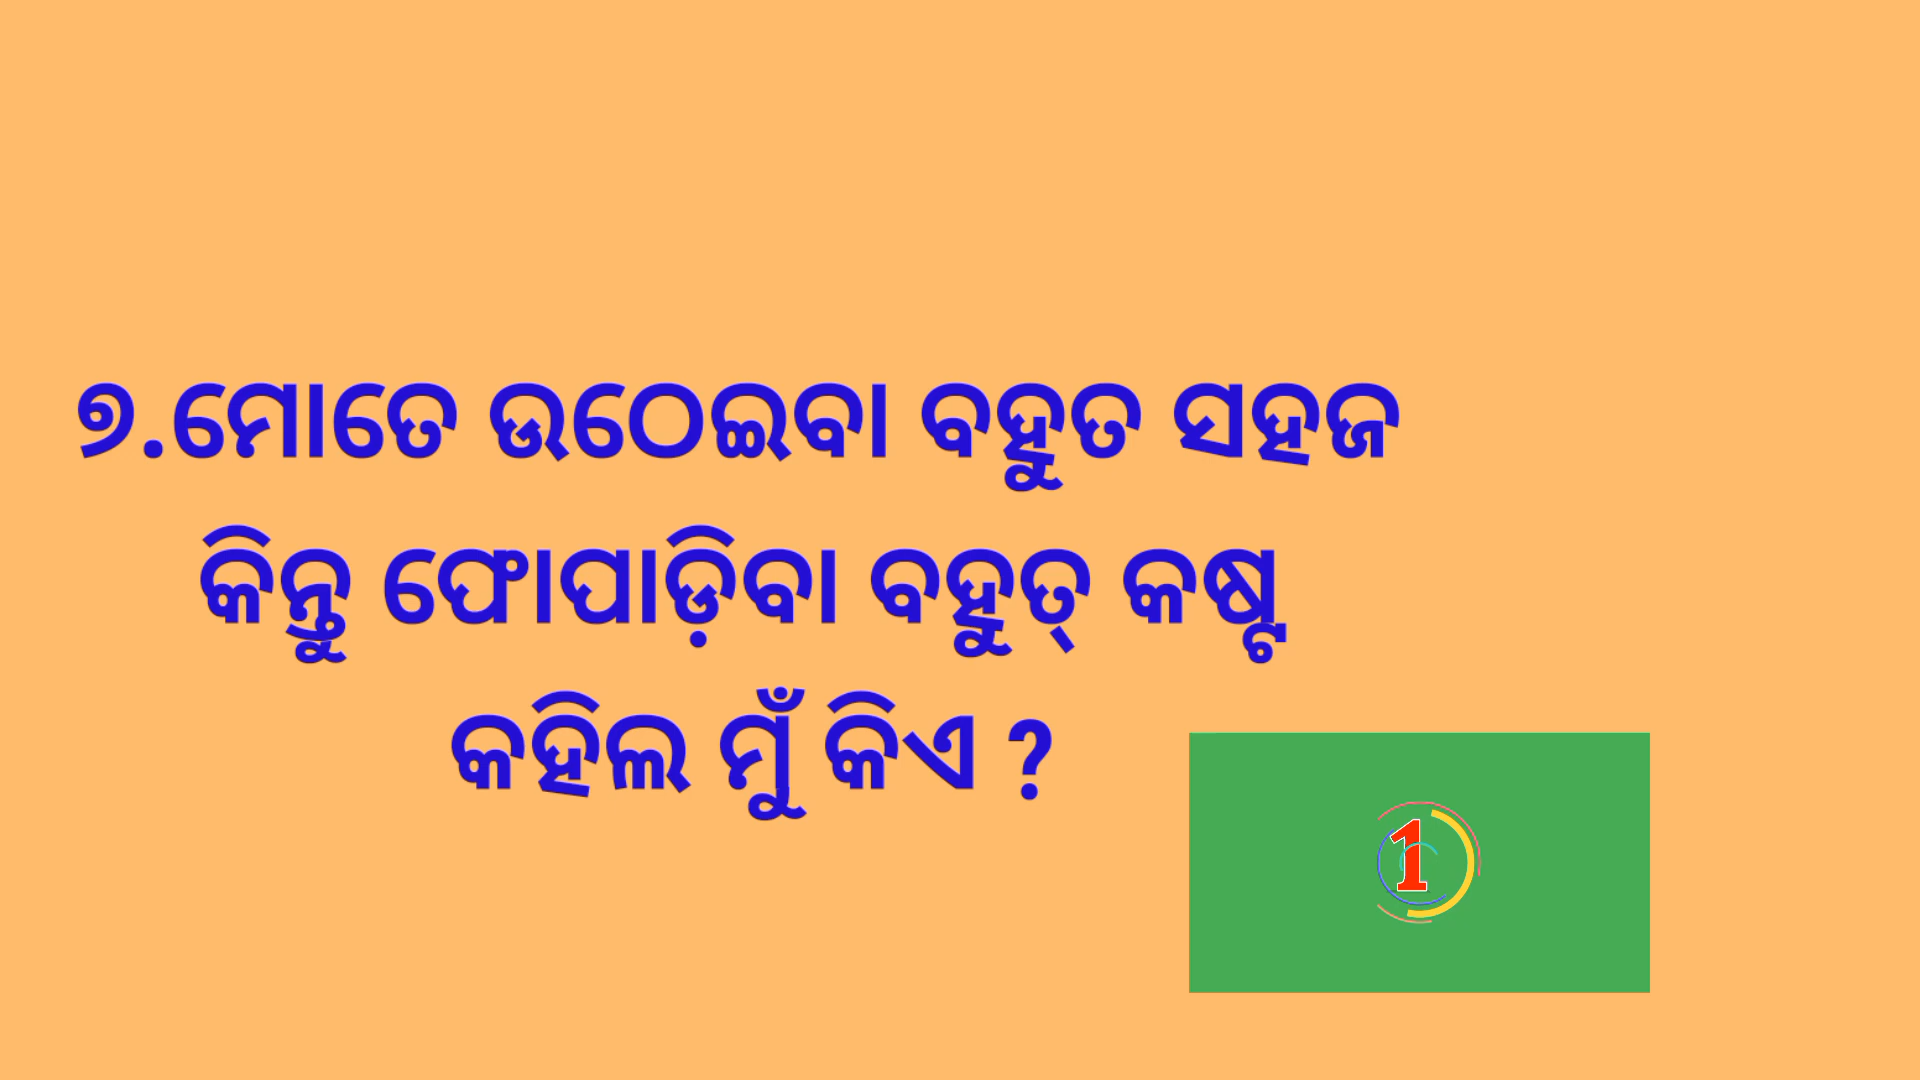 ୭.ମୋତେ ଉଠେଇବା ବହୁତ ସହଜ
କିନ୍ତୁ ଫୋପାଡ଼ିବା ବହୁତ୍ କଷ୍ଟ
କହିଲ ମୁଁ କିଏ ?
1